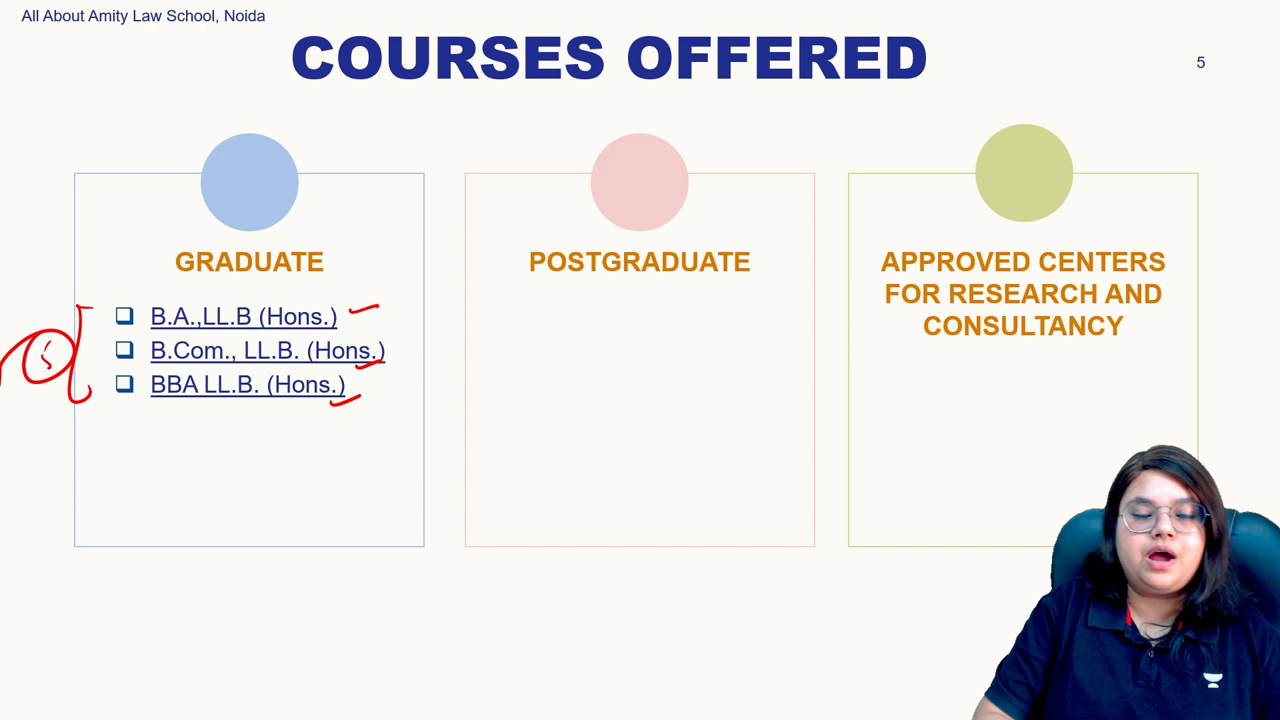 All About Amity Law School, Noida
COURSES OFFERED
5
GRADUATE
B.A.,LL.B (Hons.)
B.Com., LL.B. (Hons.)
BBA LL.B. (Hons.)
POSTGRADUATE
APPROVED CENTERS
FOR RESEARCH AND
CONSULTANCY